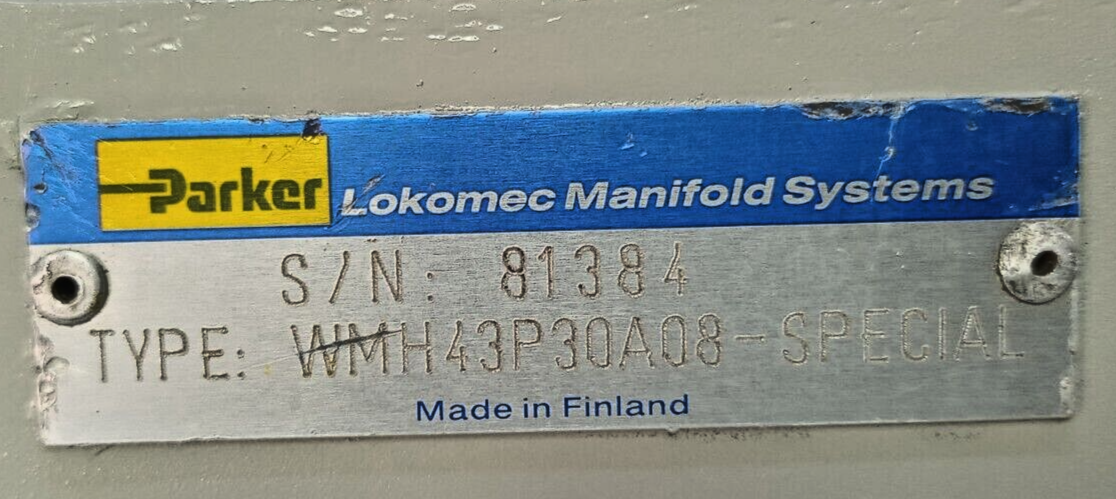 Parker Lokomec Manifold Systems
S/N: 81384
TYPE: WMH43P30A08-SPECIAL
Made in Finland